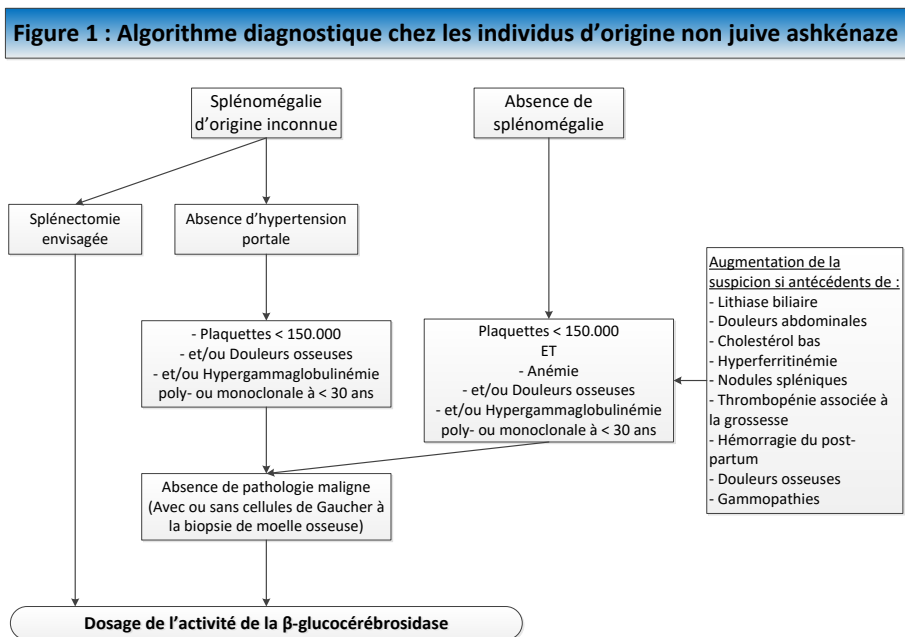 Figure 1 : Algorithme diagnostique chez les individus d'origine non juive ashkénaze
Splénomégalie
d'origine inconnue
Absence de
splénomégalie
Splénectomie
envisagée
Absence d'hypertension
portale
Augmentation de la
suspicion si antécédents de :
- Lithiase biliaire
- Douleurs abdominales
- Cholestérol bas
- Hyperferritinémie
- Nodules spléniques
- Thrombopénie associée à
la grossesse
- Hémorragie du post-
partum
- Douleurs osseuses
- Gammopathies
- Plaquettes < 150.000
- et/ou Douleurs osseuses
- et/ou Hypergammaglobulinémie
poly- ou monoclonale à < 30 ans
Plaquettes < 150.000
ET
- Anémie
- et/ou Douleurs osseuses
- et/ou Hypergammaglobulinémie
poly- ou monoclonale à < 30 ans
Absence de pathologie maligne
(Avec ou sans cellules de Gaucher à
la biopsie de moelle osseuse)
Dosage de l'activité de la β-glucocérébrosidase